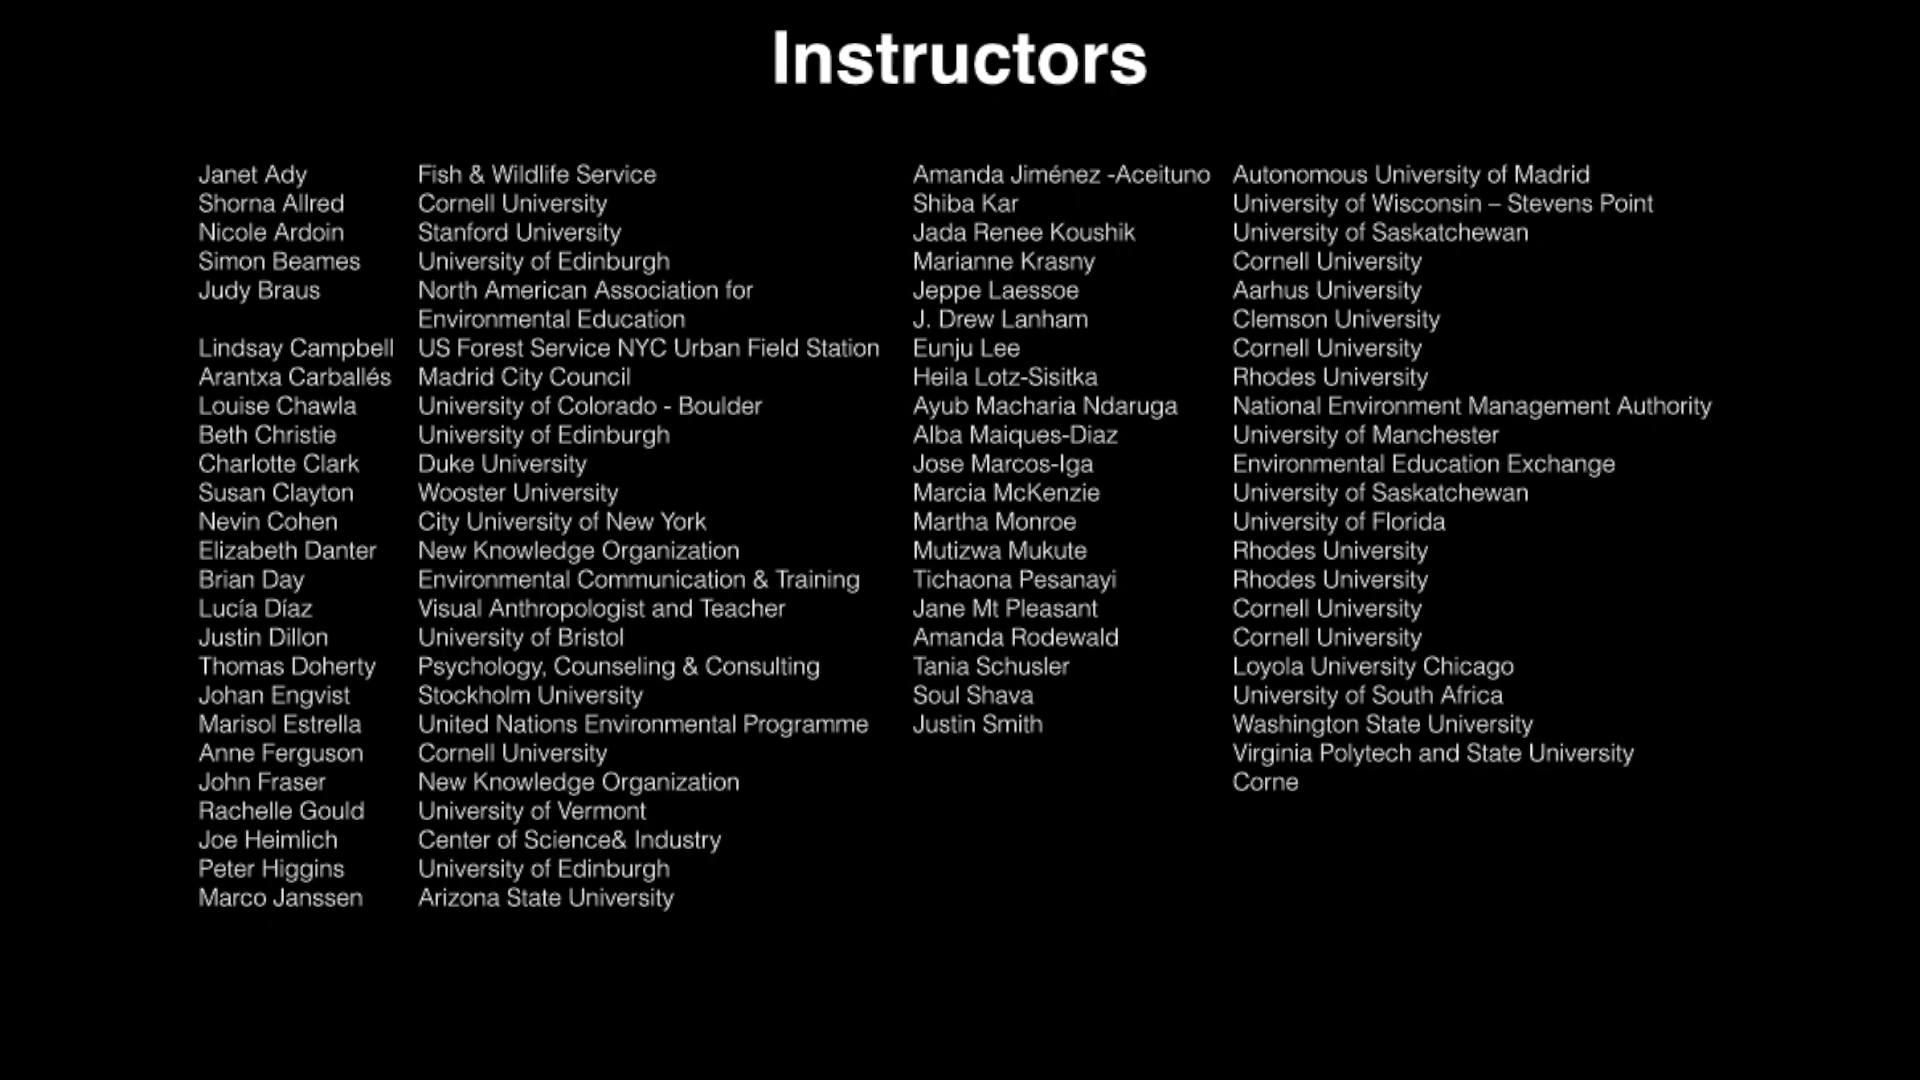 Instructors
Janet Ady Fish & Wildlife Service
Shorna Allred Cornell University
Nicole Ardoin Stanford University
Simon Beames University of Edinburgh
Judy Braus North American Association for
Environmental Education
Lindsay Campbell US Forest Service NYC Urban Field Station
Arantxa Carballés Madrid City Council
Louise Chawla University of Colorado - Boulder
Beth Christie University of Edinburgh
Charlotte Clark Duke University
Susan Clayton Wooster University
Nevin Cohen City University of New York
Elizabeth Danter New Knowledge Organization
Brian Day Environmental Communication & Training
Lucía Díaz Visual Anthropologist and Teacher
Justin Dillon University of Bristol
Thomas Doherty Psychology, Counseling & Consulting
Johan Engvist Stockholm University
Marisol Estrella United Nations Environmental Programme
Anne Ferguson Cornell University
John Fraser New Knowledge Organization
Rachelle Gould University of Vermont
Joe Heimlich Center of Science& Industry
Peter Higgins University of Edinburgh
Marco Janssen Arizona State University
Amanda Jiménez -Aceituno Autonomous University of Madrid
Shiba Kar University of Wisconsin – Stevens Point
Jada Renee Koushik University of Saskatchewan
Marianne Krasny Cornell University
Jeppe Laessoe Aarhus University
J. Drew Lanham Clemson University
Eunju Lee Cornell University
Heila Lotz-Sisitka Rhodes University
Ayub Macharia Ndaruga National Environment Management Authority
Alba Maiques-Diaz University of Manchester
Jose Marcos-Iga Environmental Education Exchange
Marcia McKenzie University of Saskatchewan
Martha Monroe University of Florida
Mutizwa Mukute Rhodes University
Tichaona Pesanayi Rhodes University
Jane Mt Pleasant Cornell University
Amanda Rodewald Cornell University
Tania Schusler Loyola University Chicago
Soul Shava University of South Africa
Justin Smith Washington State University
Virginia Polytech and State University
Corne